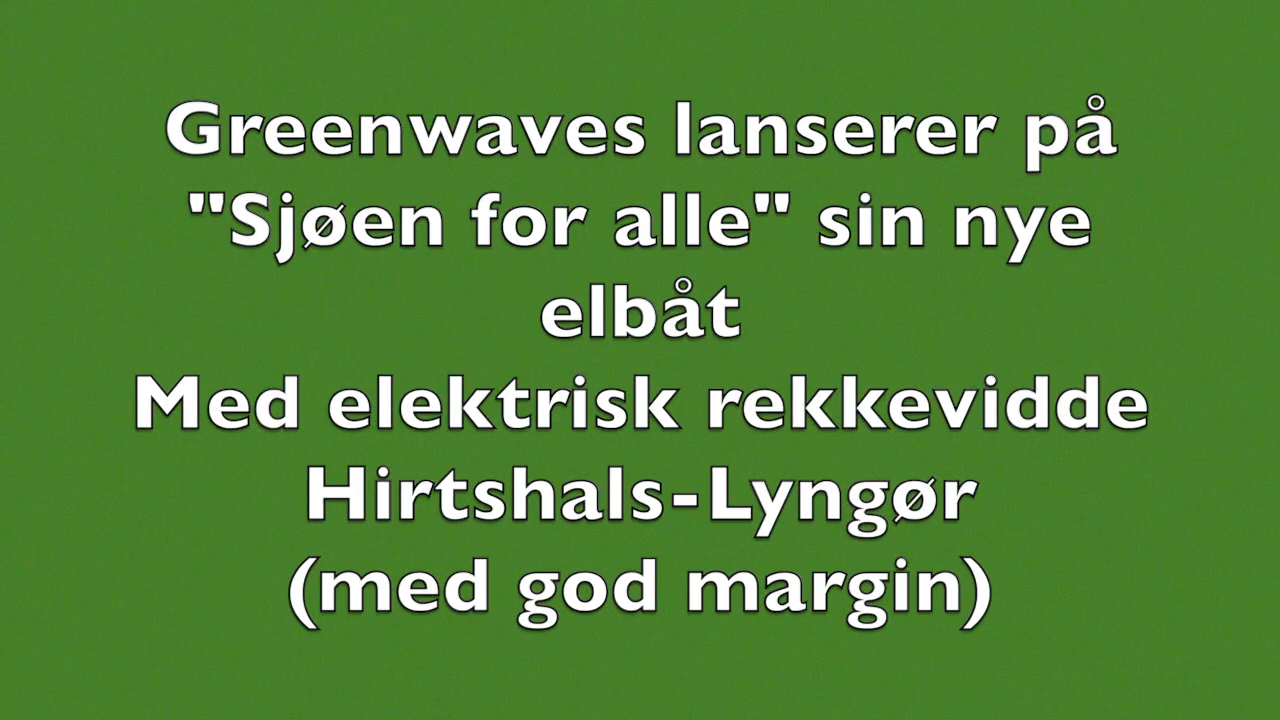 Greenwaves lanserer på
"Sjøen for alle" sin nye
elbåt
Med elektrisk rekkevidde
Hirtshals-Lyngør
(med god margin)